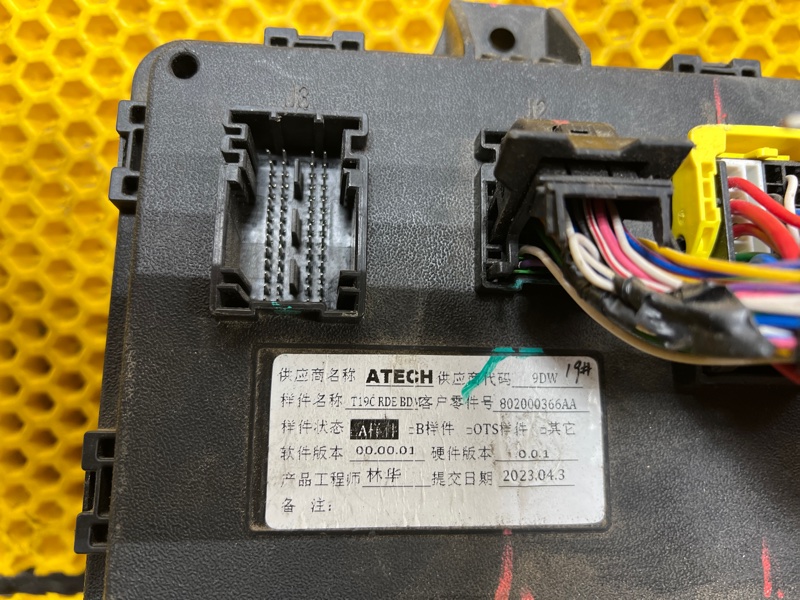 J3
供应商名称 ATECH 供应商代码 9DW 19#
样件名称 T19C RDE BDM 客户零件号 802000366AA
样件状态 A样件 B样件 OTS样件 其它
软件版本 00.00.01 硬件版本 0.0.1
产品工程师 林华 提交日期 2023.04.3
备 注: